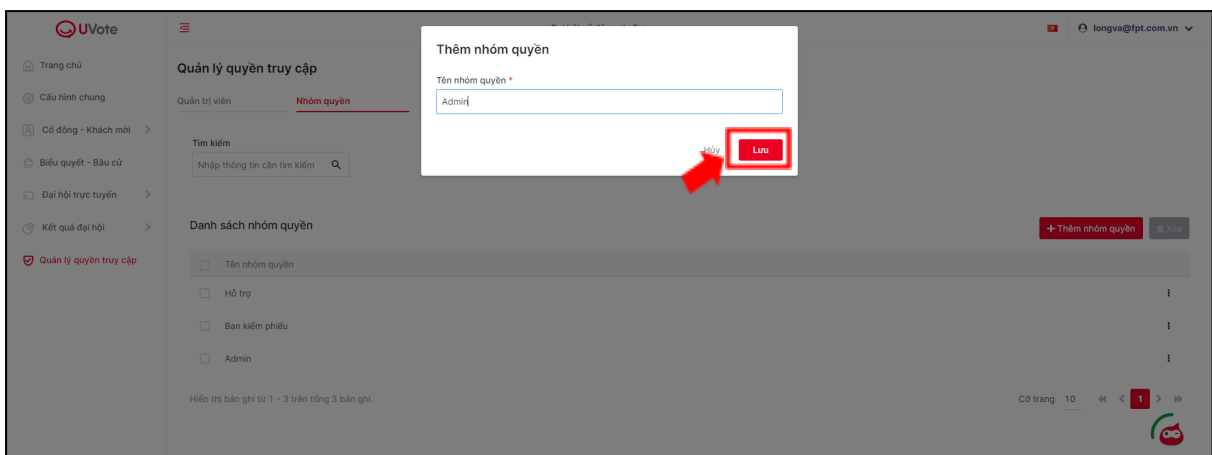 UVote
longva@fpt.com.vn
Thêm nhóm quyền
Tên nhóm quyền *
Admin
Hủy
Lưu
Trang chủ
Cấu hình chung
Cổ đông - Khách mời
Biểu quyết - Bầu cử
Đại hội trực tuyến
Kết quả đại hội
Quản lý quyền truy cập
Quản lý quyền truy cập
Quản trị viên
Nhóm quyền
Tìm kiếm
Nhập thông tin cần tìm kiếm
Danh sách nhóm quyền
+ Thêm nhóm quyền
Xóa
Tên nhóm quyền
Hỗ trợ
Ban kiểm phiếu
Admin
Hiển thị bản ghi từ 1 - 3 trên tổng 3 bản ghi.
Cỡ trang 10
1